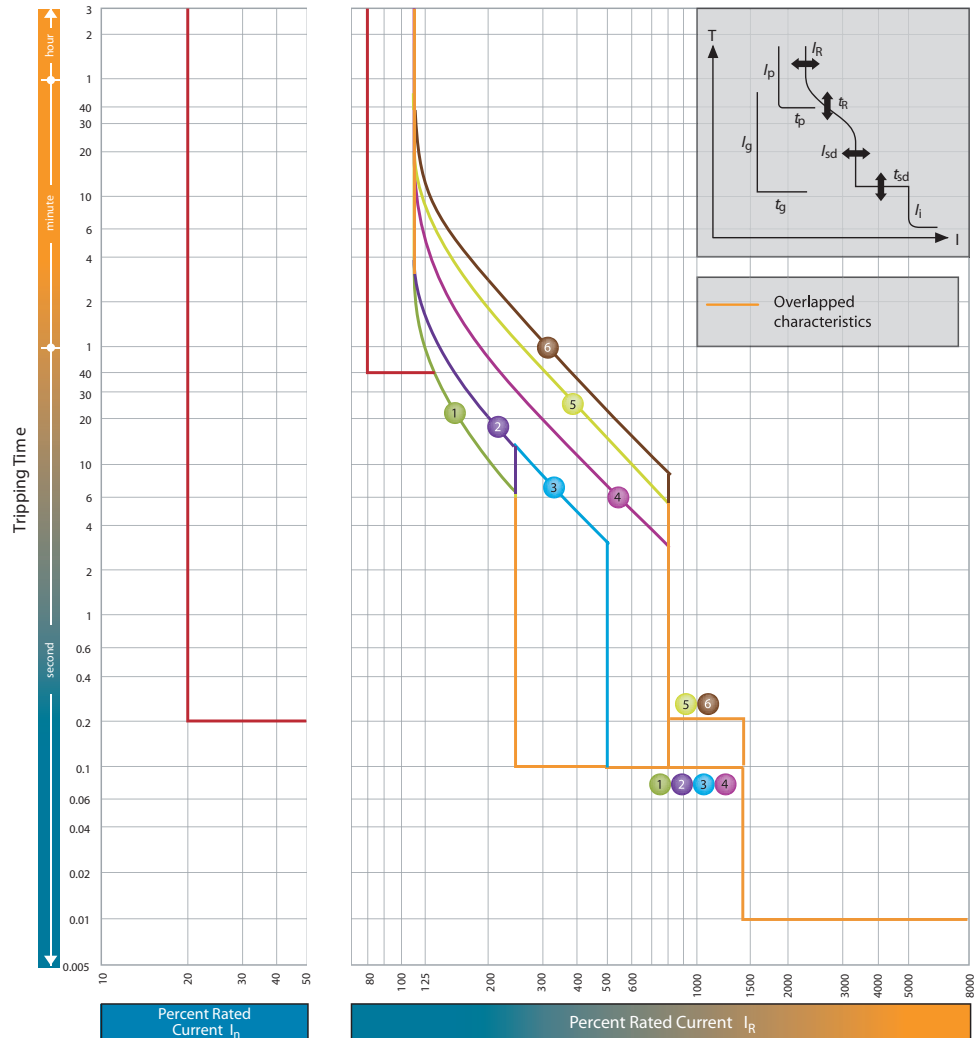 Tripping Time
hour
minute
second
3
2
1
40
30
20
10
6
4
2
1
40
30
20
10
6
4
2
1
0.6
0.4
0.2
0.1
0.06
0.04
0.02
0.01
0.005
10
20
30
40
50
80
100
125
200
300
400
500
600
1000
1500
2000
3000
4000
5000
8000
Percent Rated
Current In
Percent Rated Current IR
1
2
3
4
5
6
5 6
1 2 3 4
T
Ip
IR
tp
tR
Ig
Isd
tg
tsd
Ii
I
Overlapped
characteristics